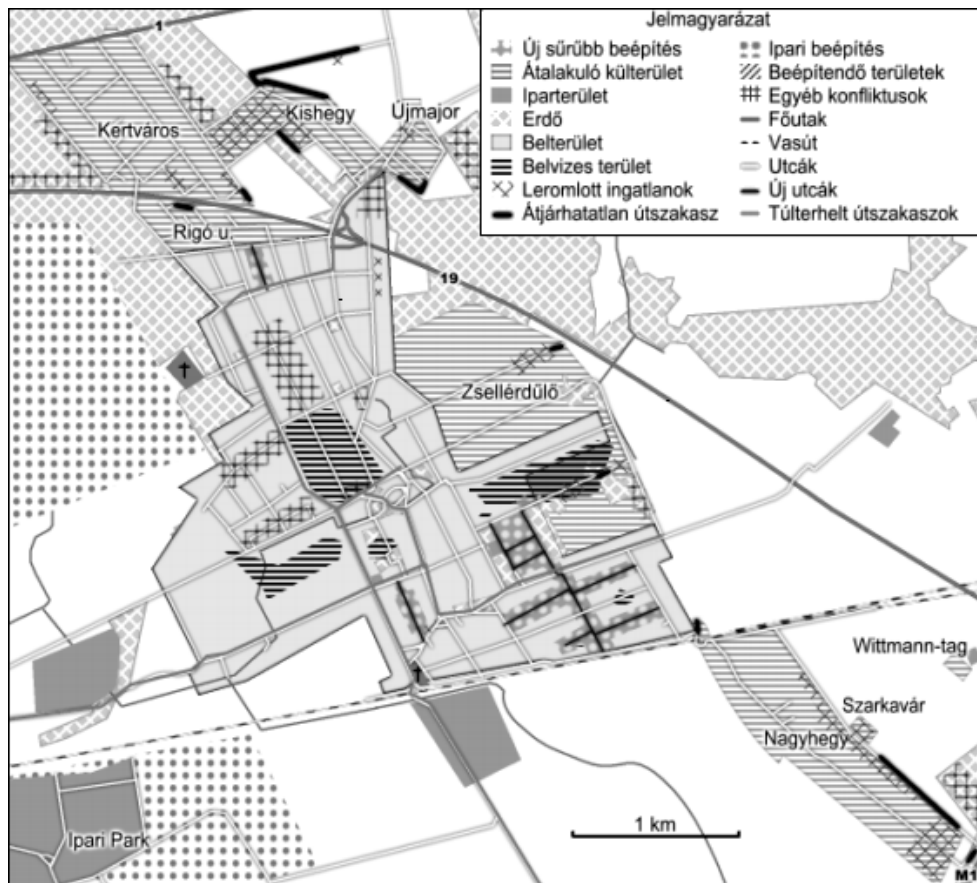 Jelmagyarázat
Új sűrűbb beépítés
Átalakuló külterület
Iparterület
Erdő
Belterület
Belvizes terület
Leromlott ingatlanok
Átjárhatatlan útszakasz
Ipari beépítés
Beépítendő területek
Egyéb konfliktusok
Főutak
Vasút
Utcák
Új utcák
Túlterhelt útszakaszok
1
Kertváros
Kishegy
Újmajor
Rigó u.
19
Zsellérdűlő
Wittmann-tag
Szarkavár
Nagyhegy
1 km
Ipari Park
M1